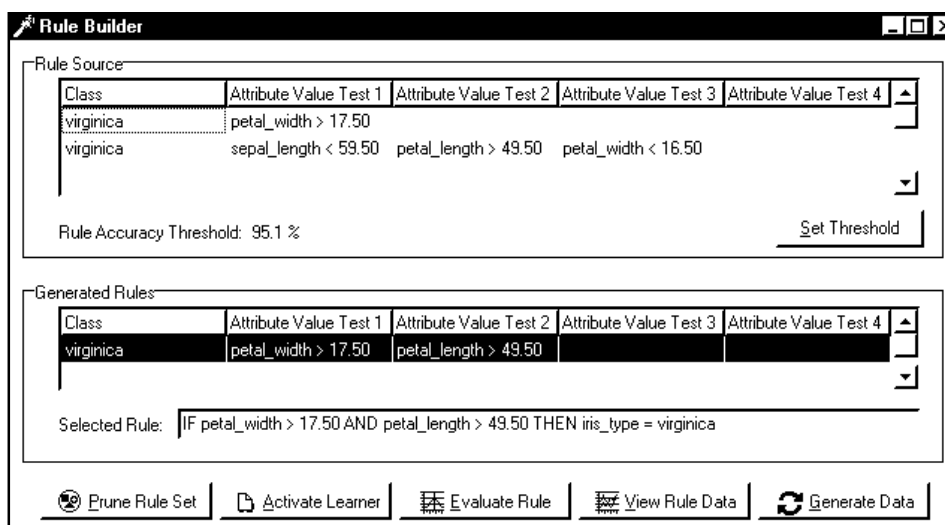 Rule Builder
Rule Source
Class Attribute Value Test 1 Attribute Value Test 2 Attribute Value Test 3 Attribute Value Test 4
virginica petal_width > 17.50
virginica sepal_length < 59.50 petal_length > 49.50 petal_width < 16.50
Rule Accuracy Threshold: 95.1 %
Set Threshold
Generated Rules
Class Attribute Value Test 1 Attribute Value Test 2 Attribute Value Test 3 Attribute Value Test 4
virginica petal_width > 17.50 petal_length > 49.50
Selected Rule: IF petal_width > 17.50 AND petal_length > 49.50 THEN iris_type = virginica
Prune Rule Set Activate Learner Evaluate Rule View Rule Data Generate Data